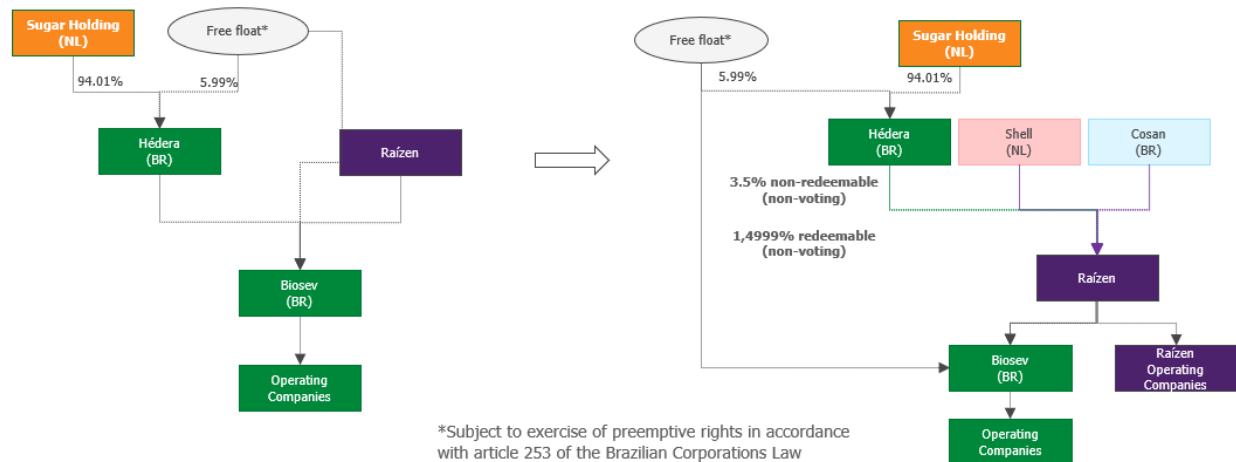 Sugar Holding
(NL)
Free float*
94.01%
5.99%
Hédera
(BR)
Raízen
Biosev
(BR)
Operating
Companies
Free float*
Sugar Holding
(NL)
5.99%
94.01%
Hédera
(BR)
Shell
(NL)
Cosan
(BR)
3.5% non-redeemable
(non-voting)
1,4999% redeemable
(non-voting)
Raízen
Biosev
(BR)
Raízen
Operating
Companies
Operating
Companies
*Subject to exercise of preemptive rights in accordance
with article 253 of the Brazilian Corporations Law